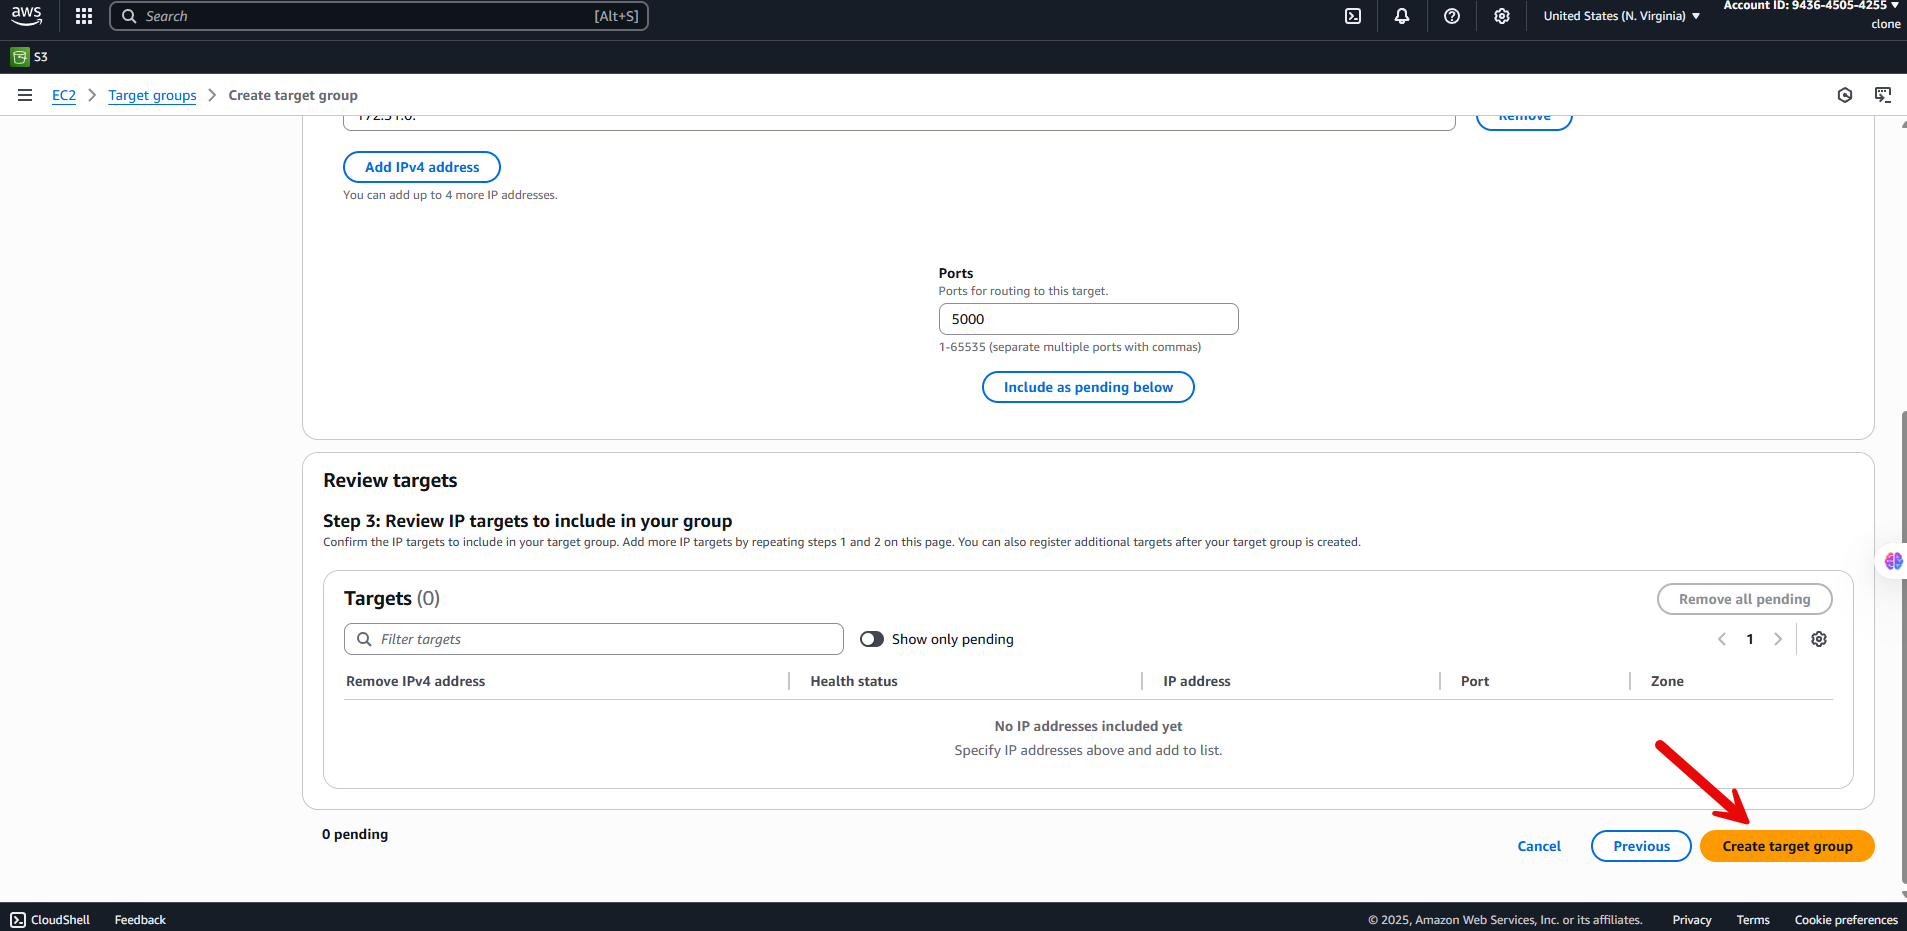 aws
Search [Alt+S]
United States (N. Virginia)
Account ID: 9436-4505-4255
clone
S3
EC2 Target groups Create target group
172.31.0.
Remove
Add IPv4 address
You can add up to 4 more IP addresses.
Ports
Ports for routing to this target.
5000
1-65535 (separate multiple ports with commas)
Include as pending below
Review targets
Step 3: Review IP targets to include in your group
Confirm the IP targets to include in your target group. Add more IP targets by repeating steps 1 and 2 on this page. You can also register additional targets after your target group is created.
Targets (0)
Remove all pending
Filter targets
Show only pending
1
Remove IPv4 address Health status IP address Port Zone
No IP addresses included yet
Specify IP addresses above and add to list.
0 pending
Cancel Previous Create target group
CloudShell Feedback © 2025, Amazon Web Services, Inc. or its affiliates. Privacy Terms Cookie preferences